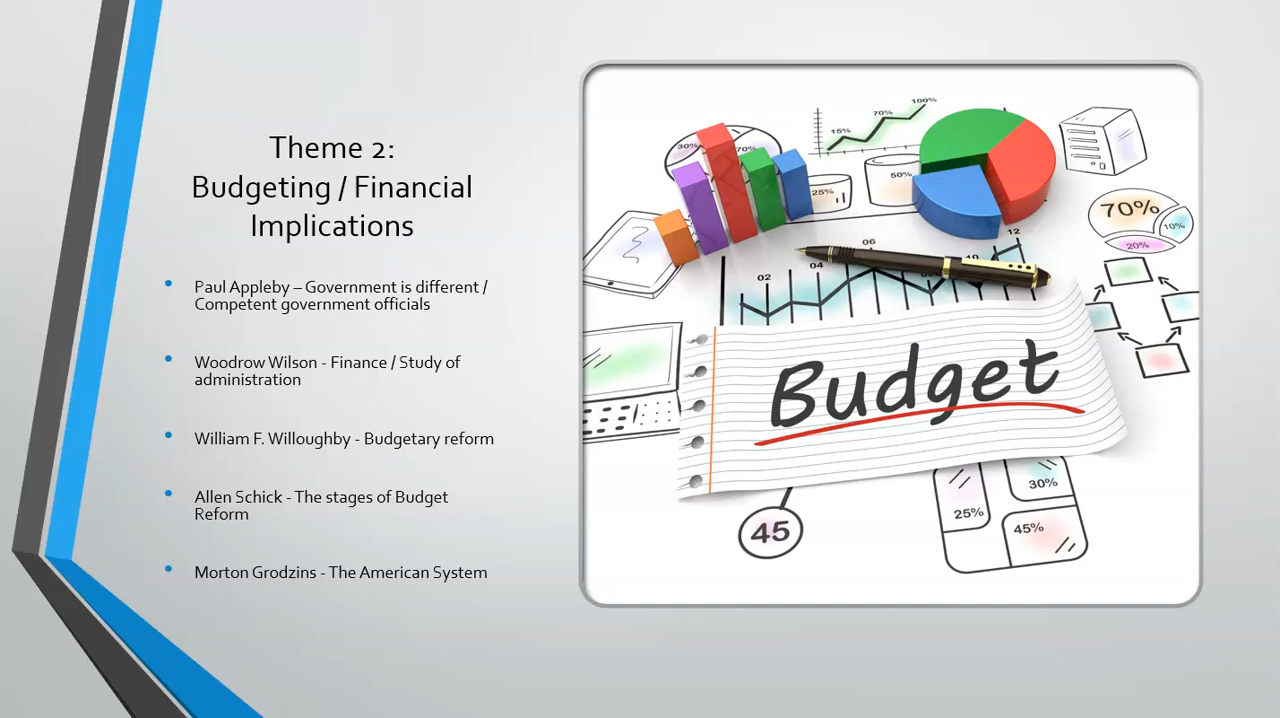 Theme 2:
Budgeting / Financial
Implications
Paul Appleby – Government is different /
Competent government officials
Woodrow Wilson - Finance / Study of
administration
William F. Willoughby - Budgetary reform
Allen Schick - The stages of Budget
Reform
Morton Grodzins - The American System
100%
70%
15%
30%
70%
25%
50%
70%
10%
20%
12
10
06
04
02
Budget
30%
25%
45%
45